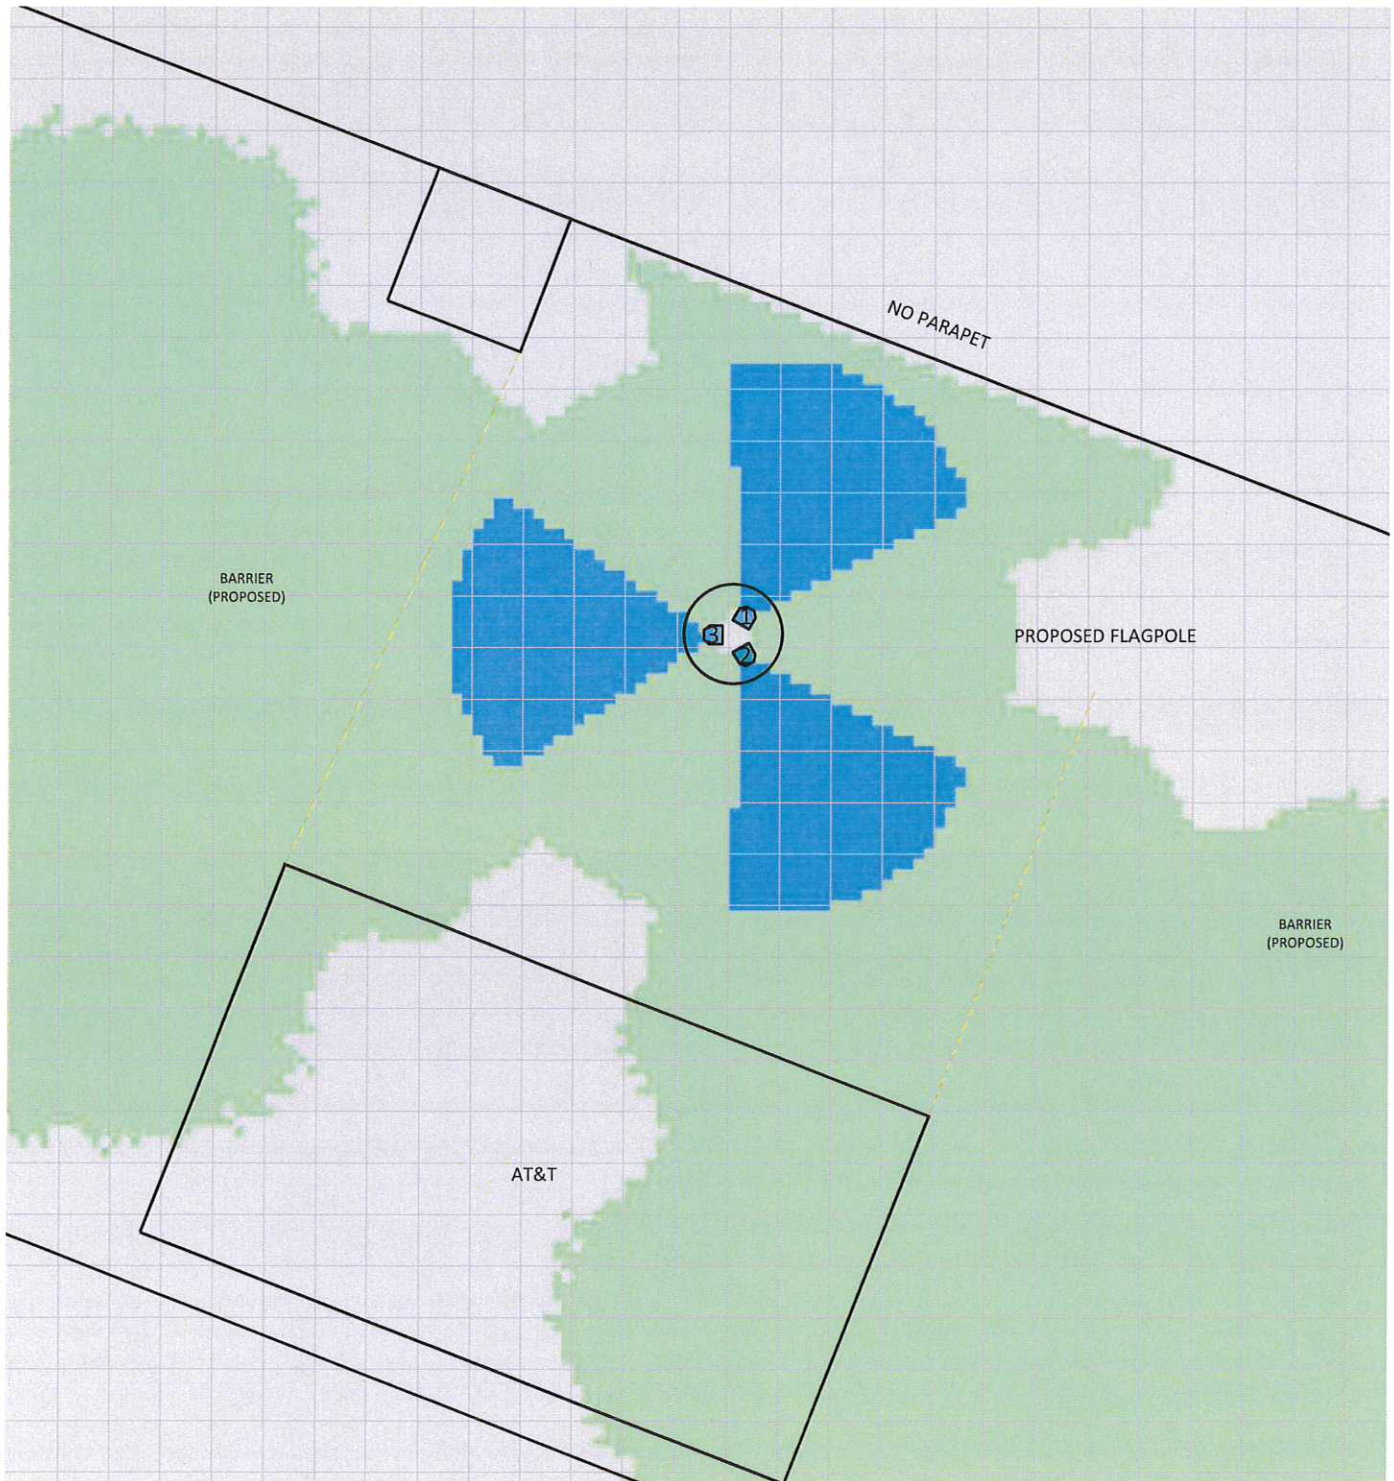 NO PARAPET
BARRIER
(PROPOSED)
1
3
2
PROPOSED FLAGPOLE
BARRIER
(PROPOSED)
AT&T